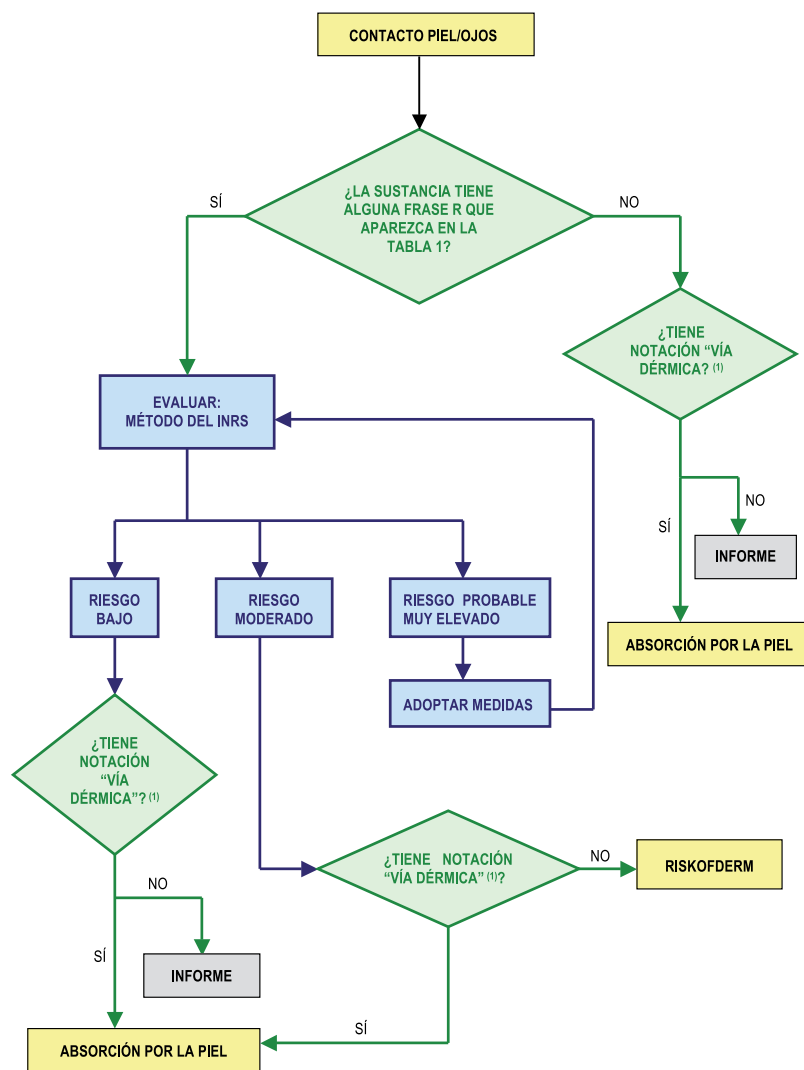 CONTACTO PIEL/OJOS
¿LA SUSTANCIA TIENE
ALGUNA FRASE R QUE
APAREZCA EN LA
TABLA 1?
SÍ
NO
¿TIENE
NOTACIÓN “VÍA
DÉRMICA? (1)
EVALUAR:
MÉTODO DEL INRS
NO
SÍ
INFORME
ABSORCIÓN POR LA PIEL
RIESGO
BAJO
RIESGO
MODERADO
RIESGO PROBABLE
MUY ELEVADO
ADOPTAR MEDIDAS
¿TIENE
NOTACIÓN
“VÍA
DÉRMICA”? (1)
¿TIENE NOTACIÓN
“VÍA DÉRMICA” (1)?
NO
RISKOFDERM
NO
SÍ
INFORME
SÍ
ABSORCIÓN POR LA PIEL